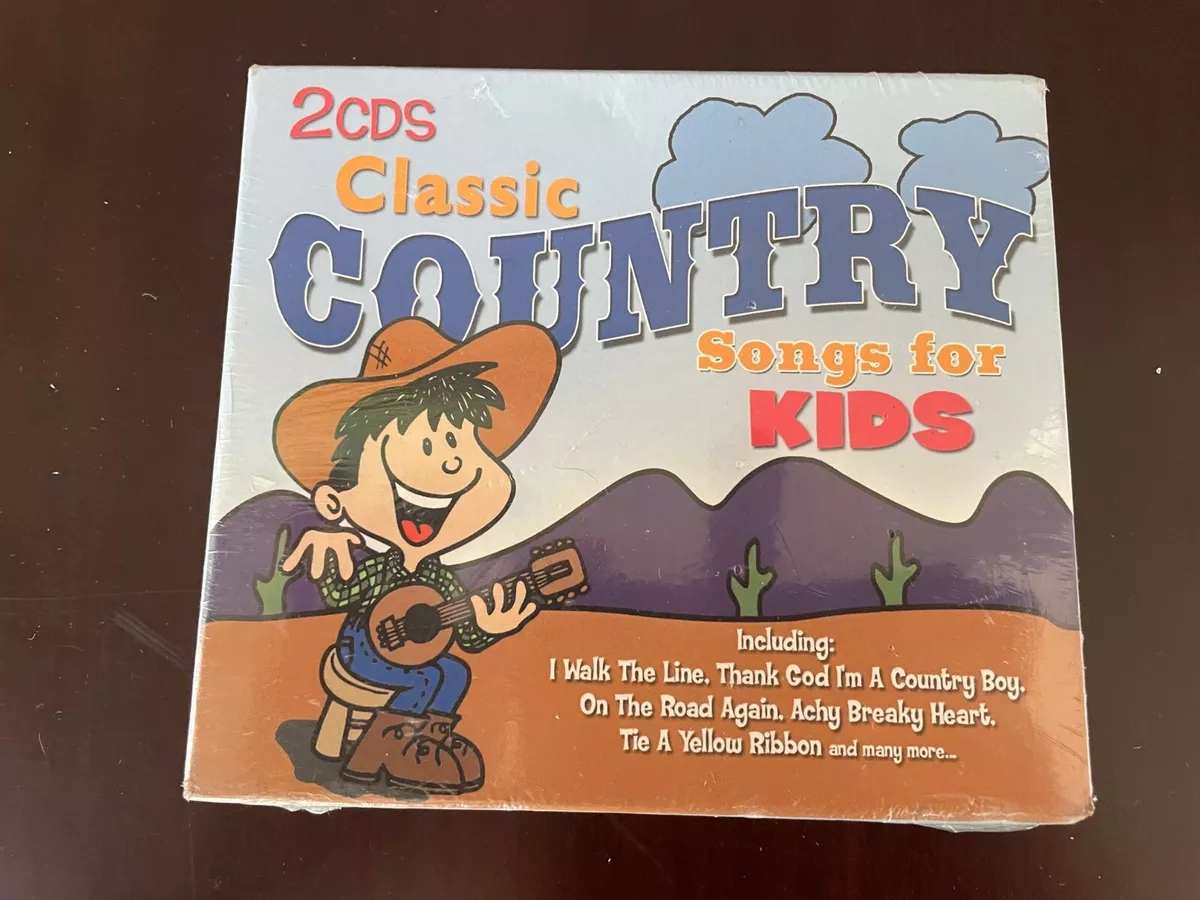 2CDS
Classic
COUNTRY
Songs for
KIDS
Including:
I Walk The Line, Thank God I'm A Country Boy,
On The Road Again, Achy Breaky Heart,
Tie A Yellow Ribbon and many more...